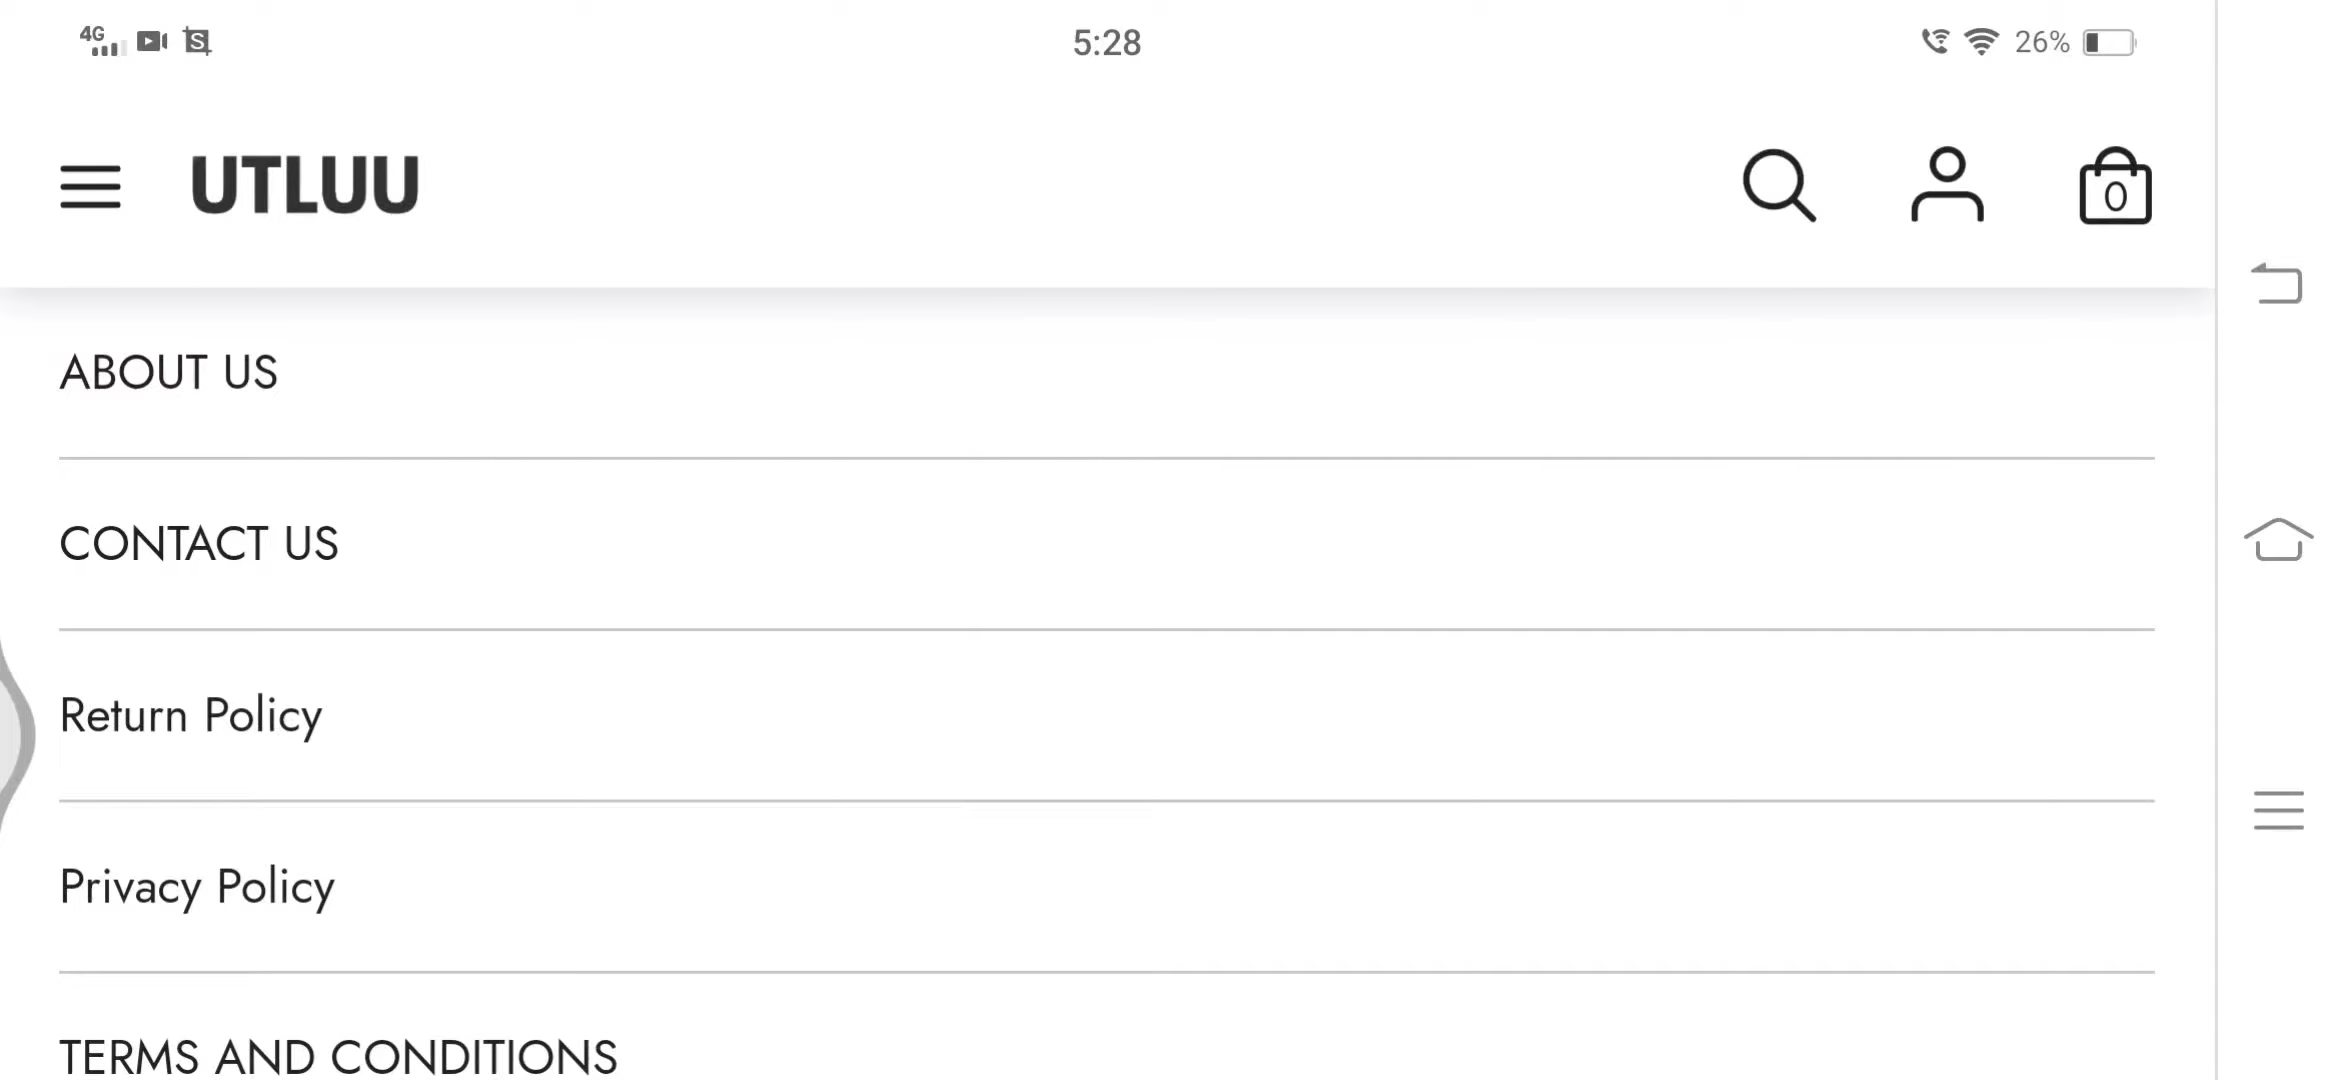 4G
5:28
26%
UTLUU
0
ABOUT US
CONTACT US
Return Policy
Privacy Policy
TERMS AND CONDITIONS